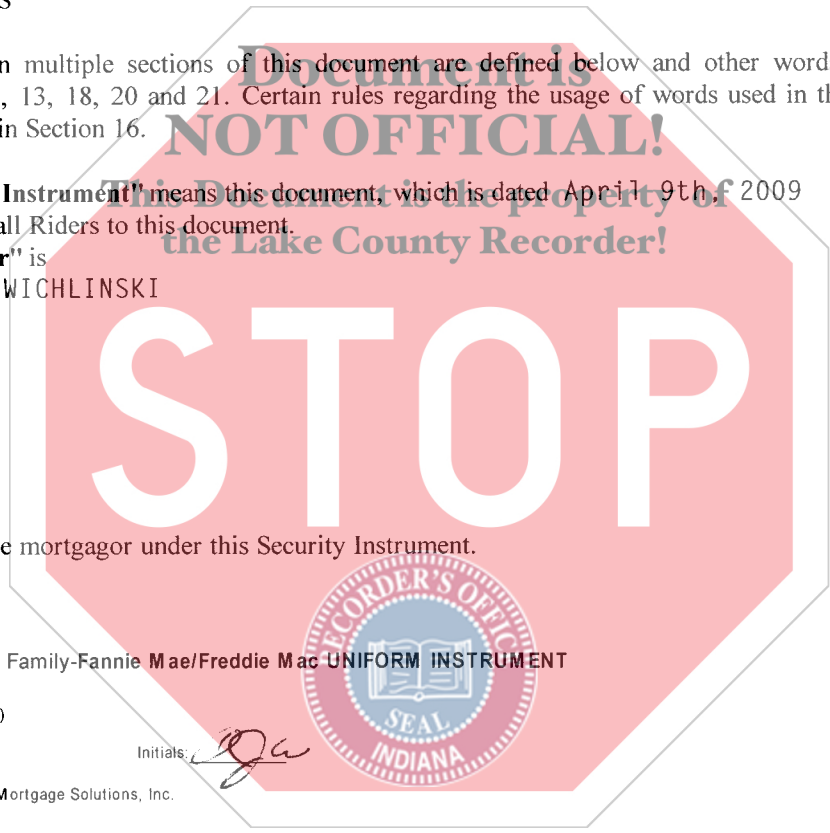 S
Document is
n multiple sections of this document are defined below and other word
, 13, 18, 20 and 21. Certain rules regarding the usage of words used in th
in Section 16.
NOT OFFICIAL!
Instrument" means this document, which is dated April 9th, 2009
This Document is the property of
all Riders to this document.
the Lake County Recorder!
r" is
WICHLINSKI
STOP
e mortgagor under this Security Instrument.
RECORDER'S OFFICE
SEAL
INDIANA
Family-Fannie Mae/Freddie Mac UNIFORM INSTRUMENT
)
Initials:
Mortgage Solutions, Inc.